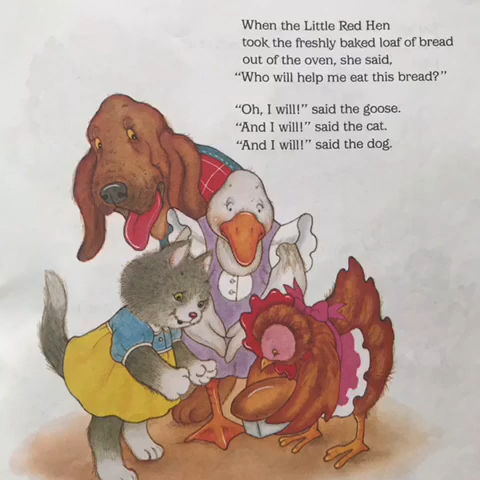 When the Little Red Hen
took the freshly baked loaf of bread
out of the oven, she said,
“Who will help me eat this bread?”
“Oh, I will!” said the goose.
“And I will!” said the cat.
“And I will!” said the dog.